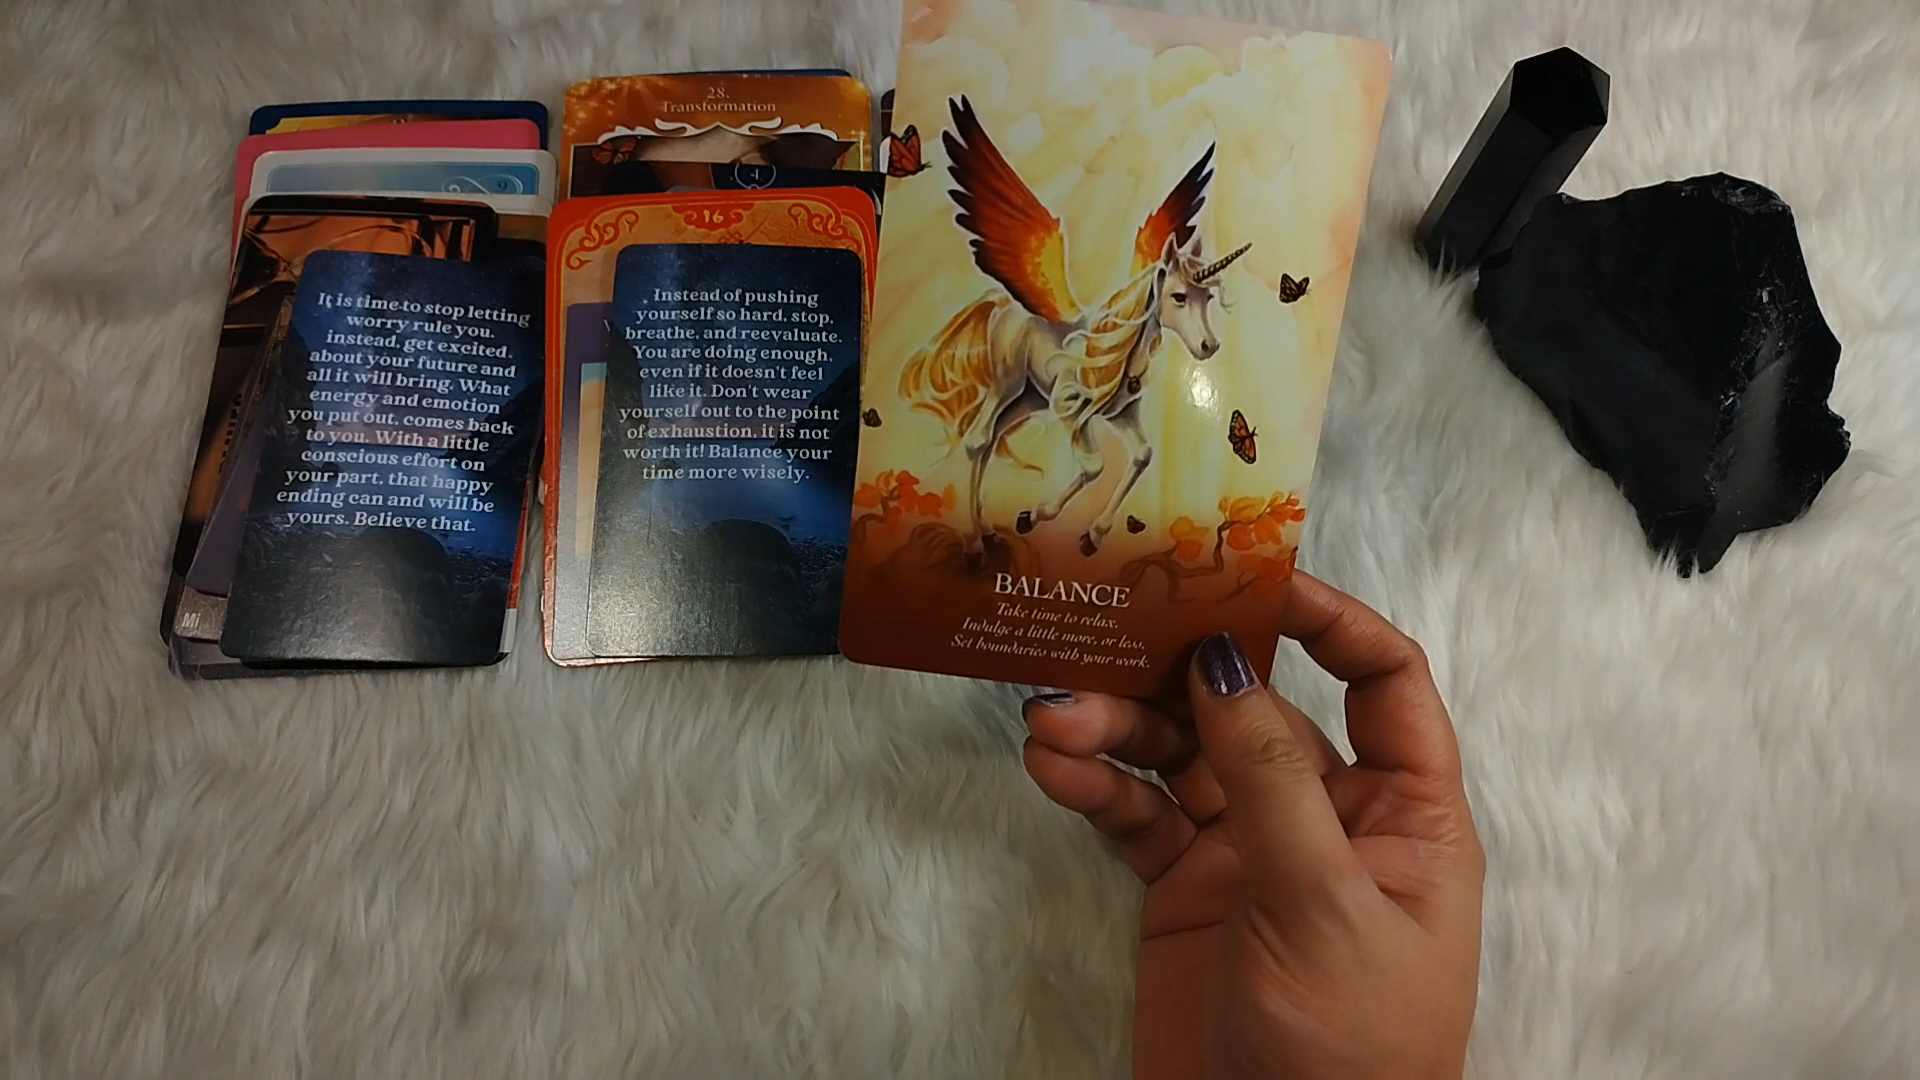 9
Mi
It is time to stop letting
worry rule you.
instead, get excited.
about your future and
all it will bring. What
energy and emotion
you put out, comes back
to you. With a little
conscious effort on
your part, that happy
ending can and will be
yours. Believe that.
28.
Transformation
16
Instead of pushing
yourself so hard, stop,
breathe, and reevaluate.
You are doing enough,
even if it doesn't feel
like it. Don't wear
yourself out to the point
of exhaustion, it is not
worth it! Balance your
time more wisely.
BALANCE
Take time to relax.
Indulge a little more, or less.
Set boundaries with your work.